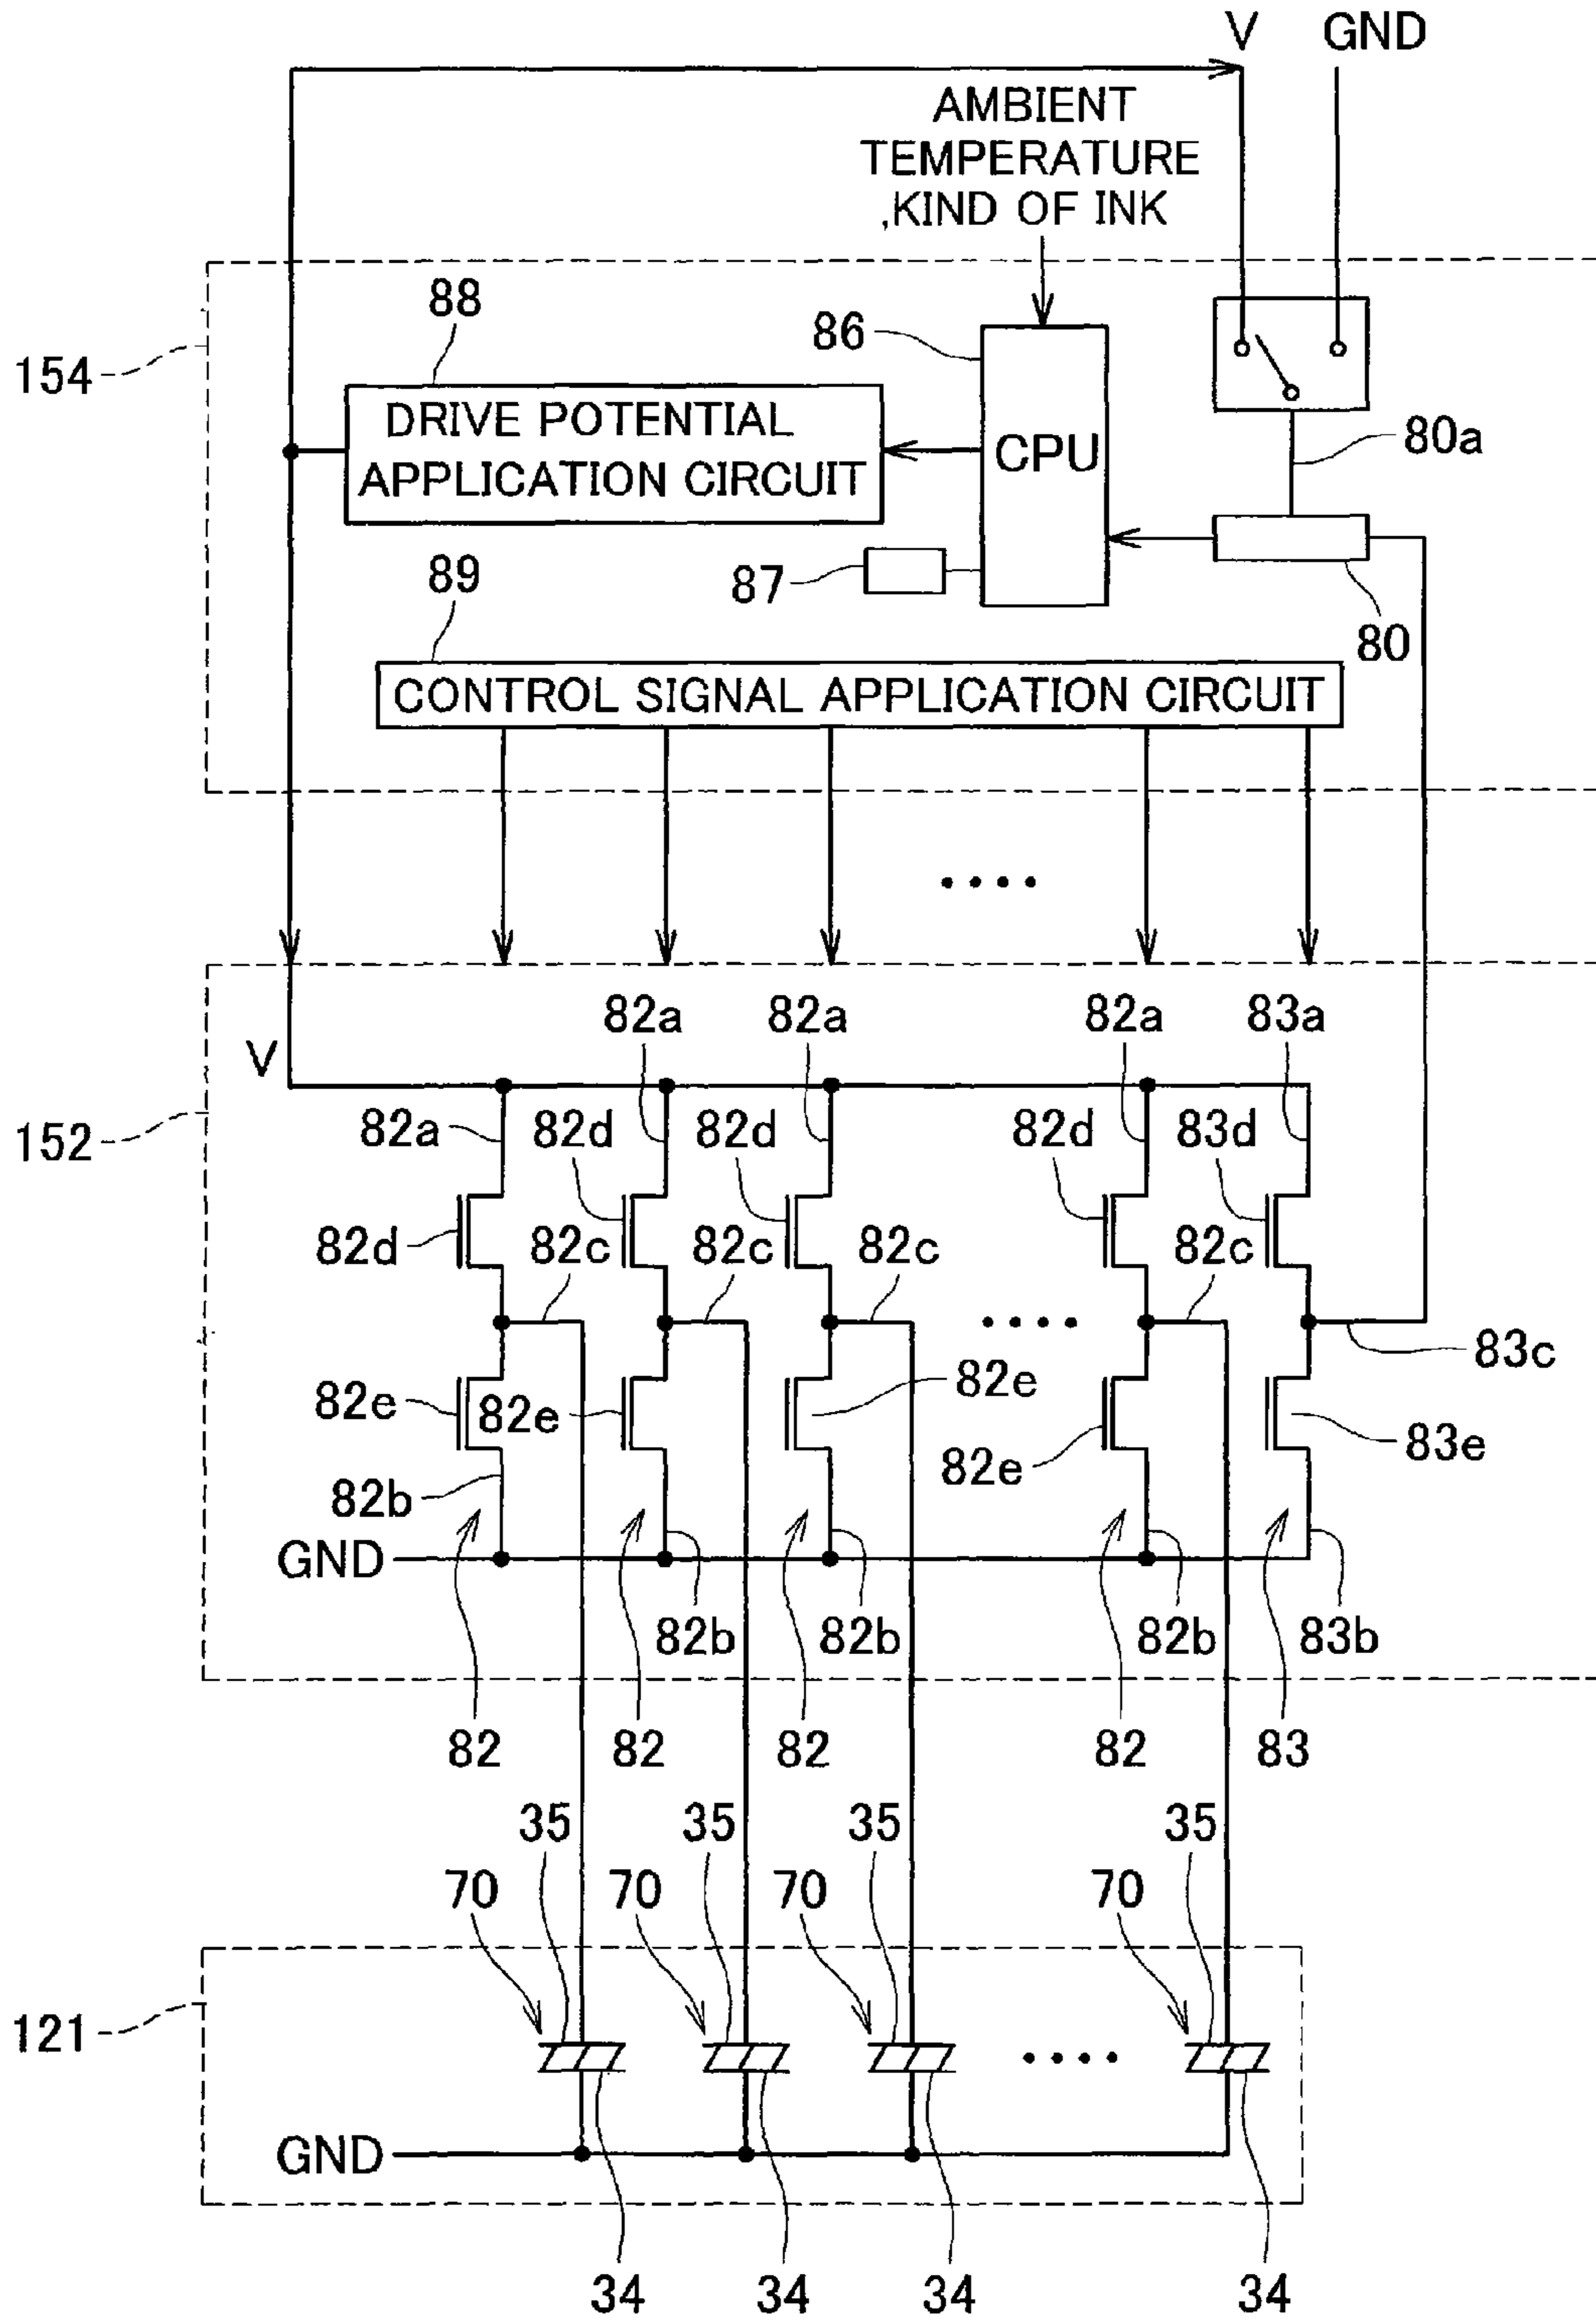 V GND
AMBIENT
TEMPERATURE
,KIND OF INK
88
86
154
DRIVE POTENTIAL
APPLICATION CIRCUIT
CPU
80a
89
87
80
CONTROL SIGNAL APPLICATION CIRCUIT
82a 82a 82a 83a
V
152
82a 82d 82d 82d 83d
82d 82c 82c 82c 82c
83c
82e 82e 82e 82e 83e
82b
GND
82b 82b 82b 83b
82 82 82 82 83
35 35 35 35
70 70 70 70
121
GND
34 34 34 34